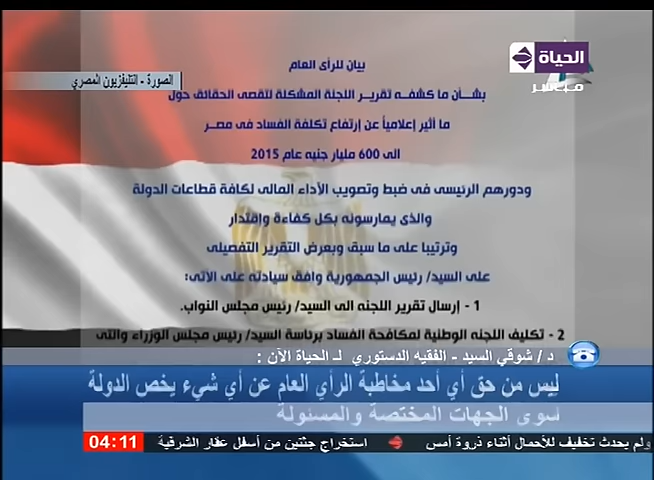 الحياة
مباشر
الصورة - التليفزيون المصري
بيان للرأى العام
بشــأن ما كشفـه تقريـر اللجنة المشكلة لتقصى الحقائق حول
ما أثير إعلامياً عن إرتفاع تكلفة الفساد فى مصـر
الى 600 مليار جنيه عام 2015
ودورهم الرئيسى فى ضبط وتصويب الأداء المالى لكافة قطاعات الدولة
والذى يمارسونه بكل كفاءة وإقتدار
وترتيبا على ما سبق وبعرض التقرير التفصيلى
على السيد/ رئيس الجمهورية وافق سيادته على الآتى:
1 - إرسال تقرير اللجنه الى السيد/ رئيس مجلس النواب.
2 - تكليف اللجنه الوطنية لمكافحة الفساد برئاسة السيد/ رئيس مجلس الوزراء والتى
د / شوقي السيد - الفقيه الدستوري لـ الحياة الآن :
ليس من حق أي أحد مخاطبة الرأي العام عن أي شيء يخص الدولة
سوى الجهات المختصة والمسئولة
ولم يحدث تخفيف للأحمال أثناء ذروة أمس
استخراج جثتين من أسفل عقار الشرقية
04:11